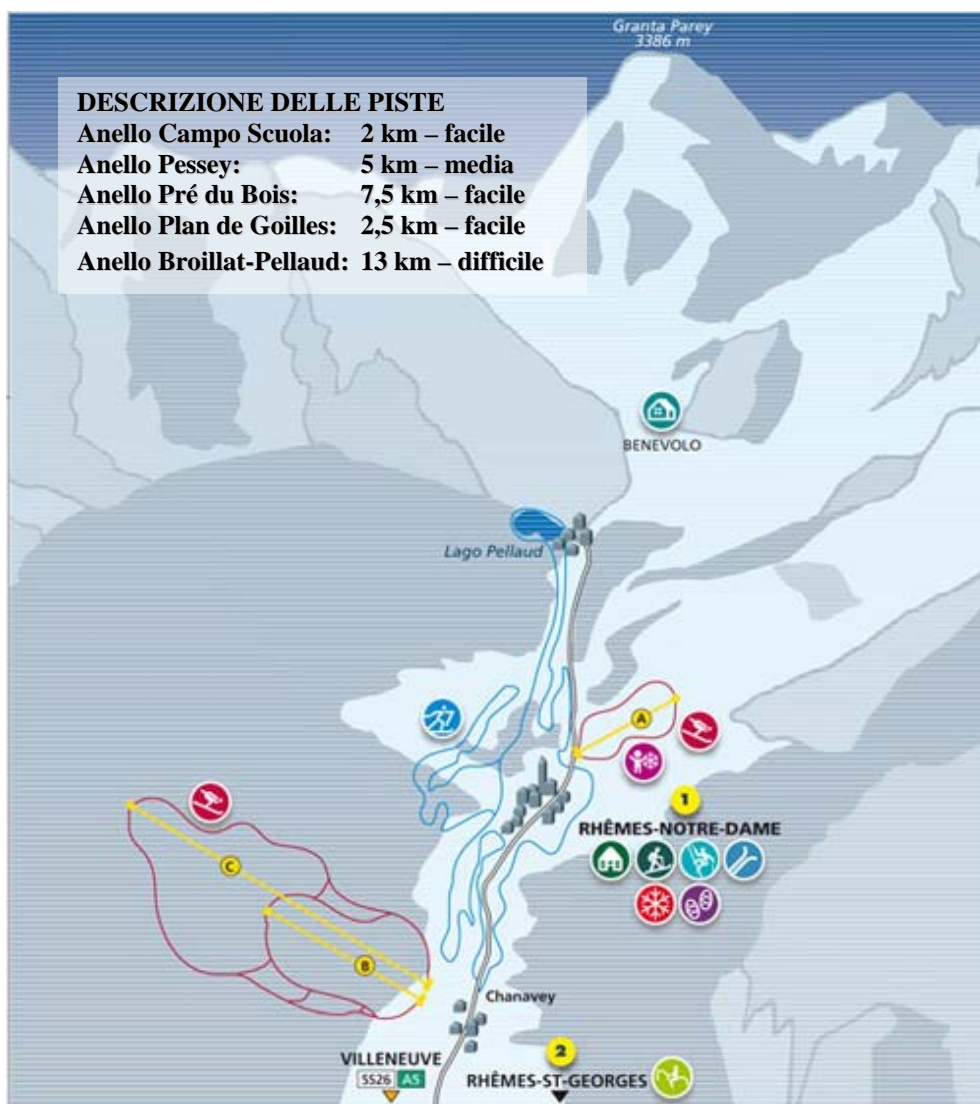 Granta Parey
3386 m
DESCRIZIONE DELLE PISTE
Anello Campo Scuola: 2 km – facile
Anello Pessey: 5 km – media
Anello Pré du Bois: 7,5 km – facile
Anello Plan de Goilles: 2,5 km – facile
Anello Broillat-Pellaud: 13 km – difficile
BENEVOLO
Lago Pellaud
A
1
RHÊMES-NOTRE-DAME
C
B
Chanavey
VILLENEUVE
SS26 A5
2
RHÊMES-ST-GEORGES